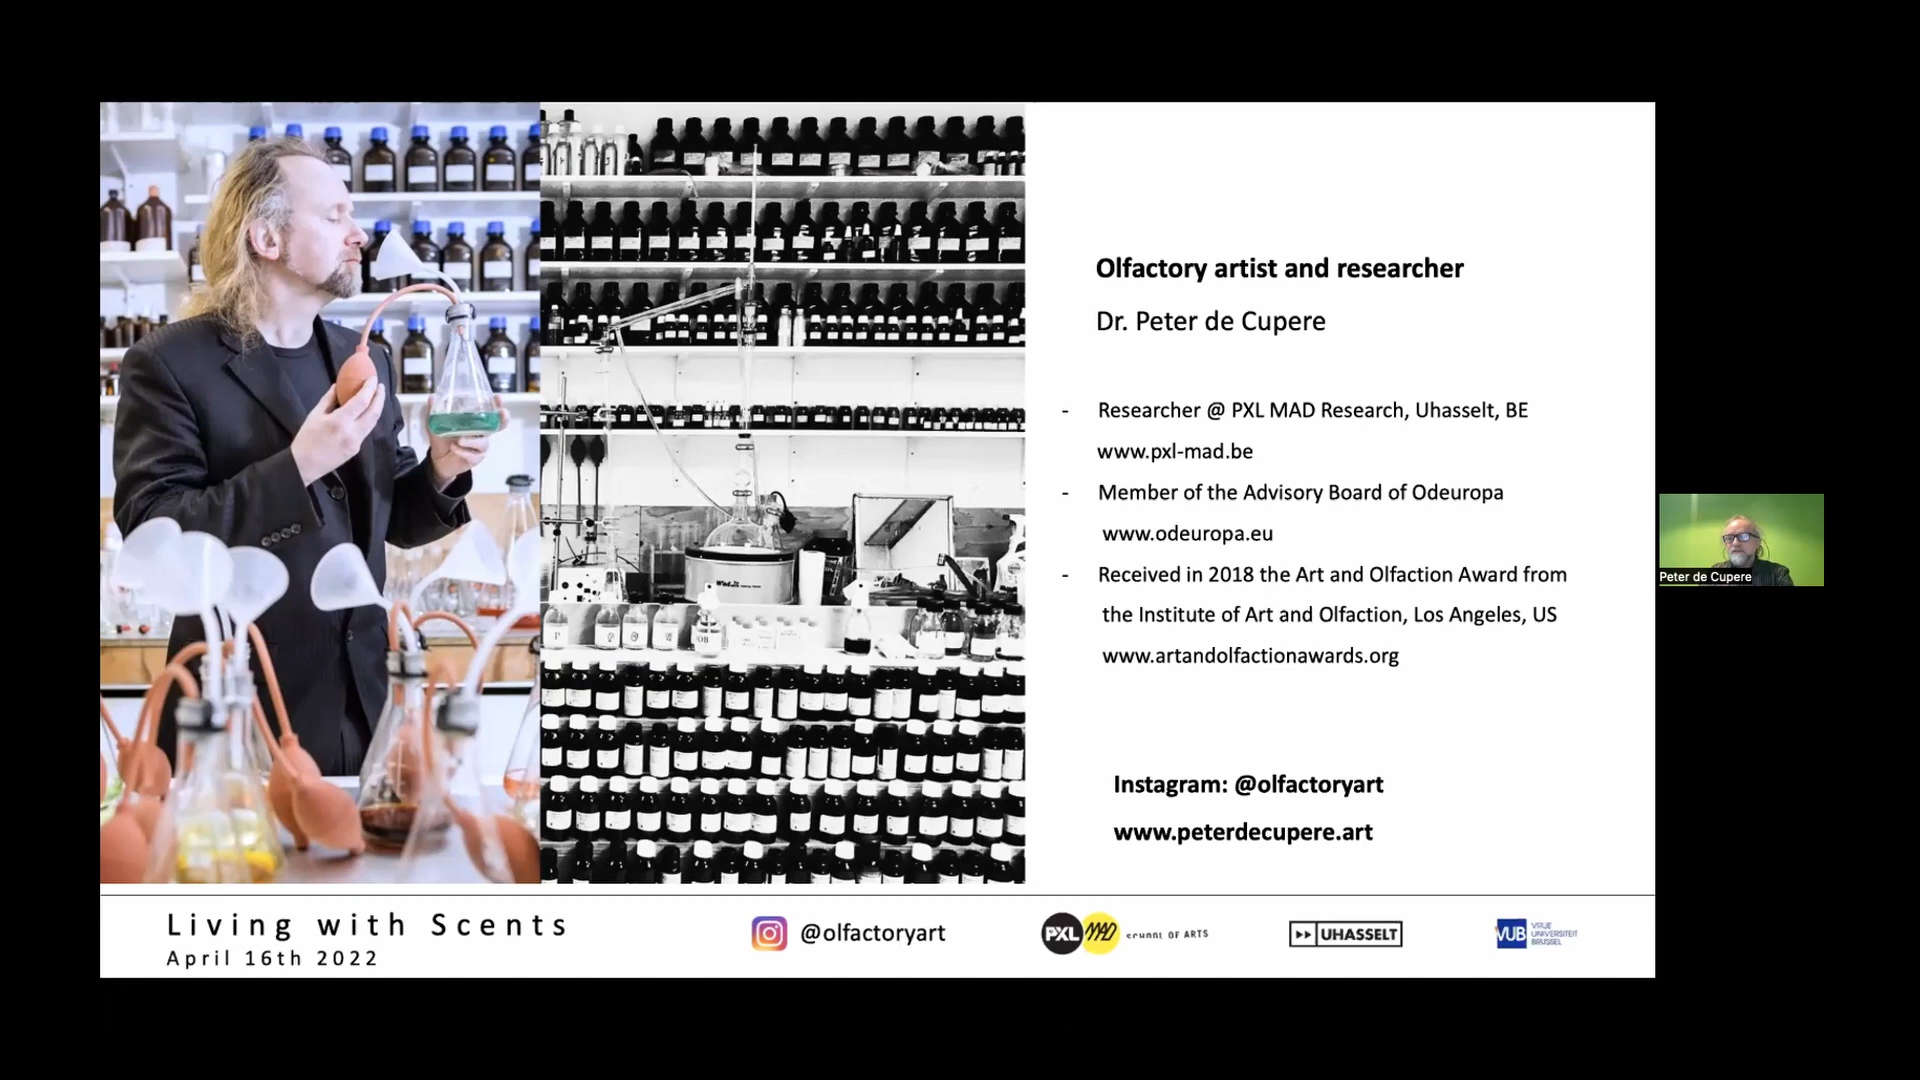 Olfactory artist and researcher
Dr. Peter de Cupere
- Researcher @ PXL MAD Research, Uhasselt, BE
www.pxl-mad.be
- Member of the Advisory Board of Odeuropa
www.odeuropa.eu
- Received in 2018 the Art and Olfaction Award from
the Institute of Art and Olfaction, Los Angeles, US
www.artandolfactionawards.org
Instagram: @olfactoryart
www.peterdecupere.art
Peter de Cupere
Living with Scents
April 16th 2022
@olfactoryart
PXL MAD SCHOOL OF ARTS
UHASSELT
VUB
VRIJE
UNIVERSITEIT
BRUSSEL